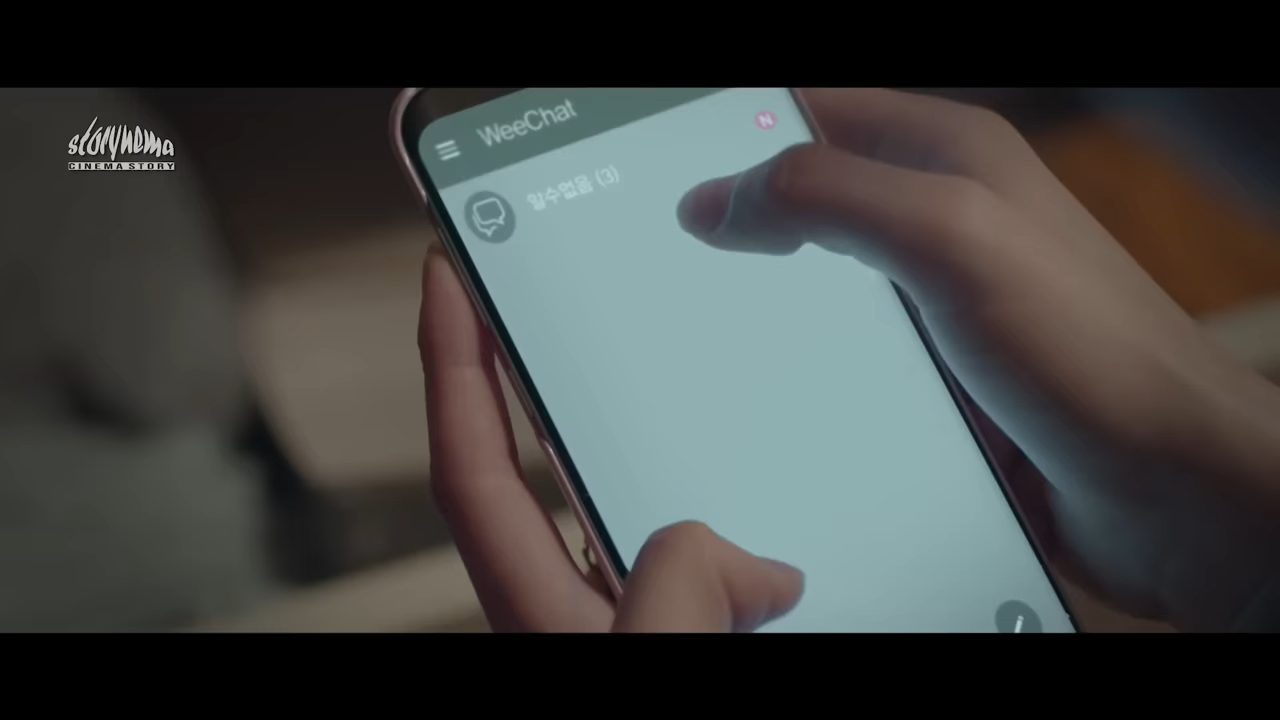 storynema
CINEMA STORY
WeeChat
N
알수없음 (3)